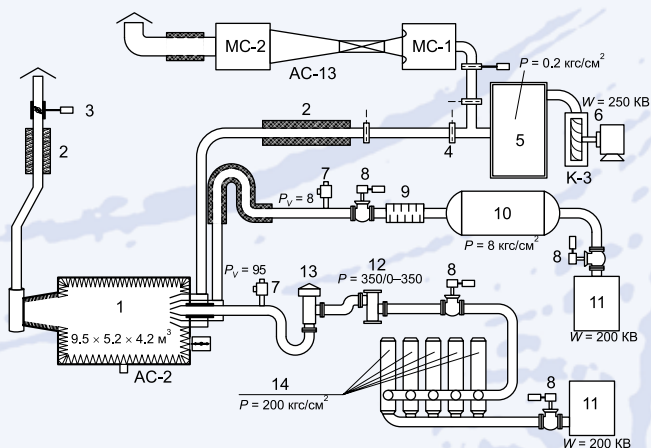 МС-2
МС-1
АС-13
P = 0.2 кгс/см²
3
2
2
W = 250 КВ
6
4
5
К-3
7
8
9
P_V = 8
10
P = 8 кгс/см²
8
11
W = 200 КВ
P_V = 95
7
13
12
P = 350/0–350
8
1
9.5 × 5.2 × 4.2 м³
АС-2
14
P = 200 кгс/см²
8
11
W = 200 КВ